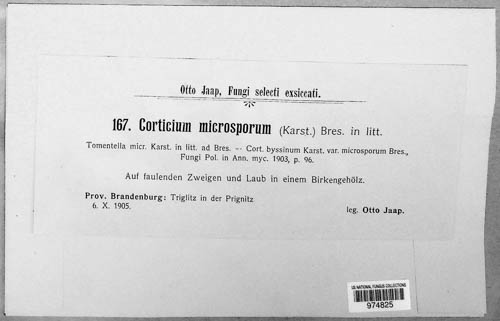 Otto Jaap, Fungi selecti exsiccati.
167. Corticium microsporum (Karst.) Bres. in litt.
Tomentella micr. Karst. in litt. ad Bres. — Cort. byssinum Karst. var. microsporum Bres.,
Fungi Pol. in Ann. myc. 1903, p. 96.
Auf faulenden Zweigen und Laub in einem Birkengehölz.
Prov. Brandenburg: Triglitz in der Prignitz
6. X. 1905.
leg. Otto Jaap.
US NATIONAL FUNGUS COLLECTIONS
974825